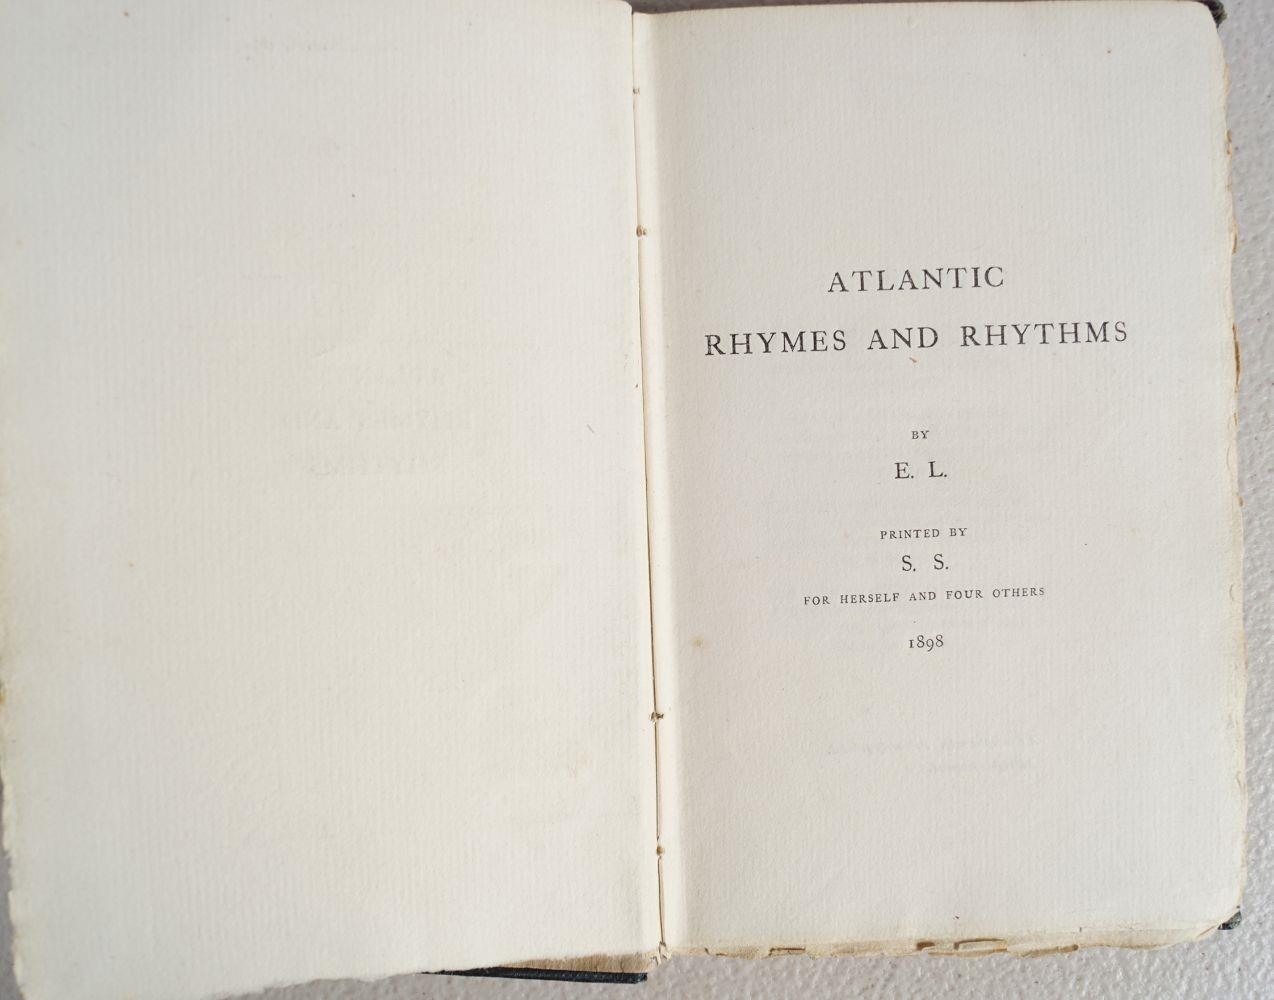 ATLANTIC
RHYMES AND RHYTHMS
BY
E. L.
PRINTED BY
S. S.
FOR HERSELF AND FOUR OTHERS
1898